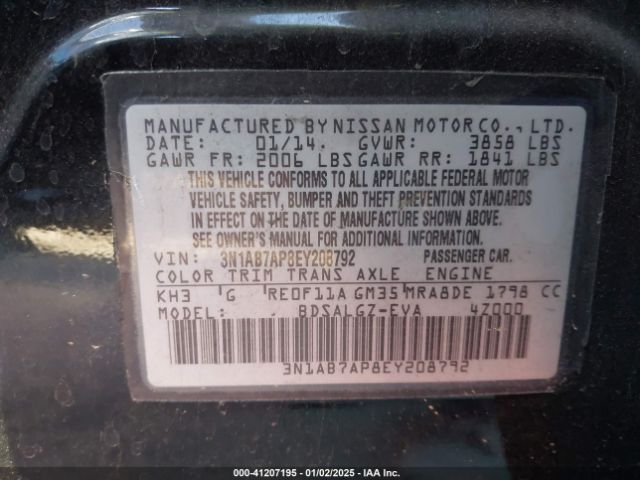 MANUFACTURED BY NISSAN MOTOR CO., LTD.
DATE: 01/14. GVWR: 3858 LBS
GAWR FR: 2006 LBS GAWR RR: 1841 LBS
THIS VEHICLE CONFORMS TO ALL APPLICABLE FEDERAL MOTOR
VEHICLE SAFETY, BUMPER AND THEFT PREVENTION STANDARDS
IN EFFECT ON THE DATE OF MANUFACTURE SHOWN ABOVE.
SEE OWNER'S MANUAL FOR ADDITIONAL INFORMATION.
VIN: 3N1AB7AP8EY208792 PASSENGER CAR.
COLOR TRIM TRANS AXLE ENGINE
KH3 G RE0F11A GM35 MRA8DE 1798 CC
MODEL: . BDSALGZ-EVA 4Z000
3N1AB7AP8EY208792
000-41207195 - 01/02/2025 - IAA Inc.